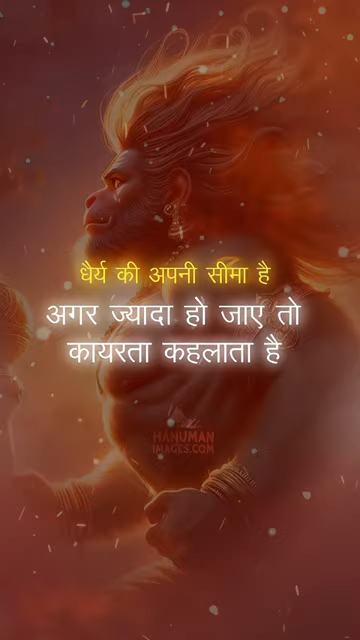 धैर्य की अपनी सीमा है
अगर ज्यादा हो जाए तो
कायरता कहलाता है
HANUMAN
IMAGES.COM